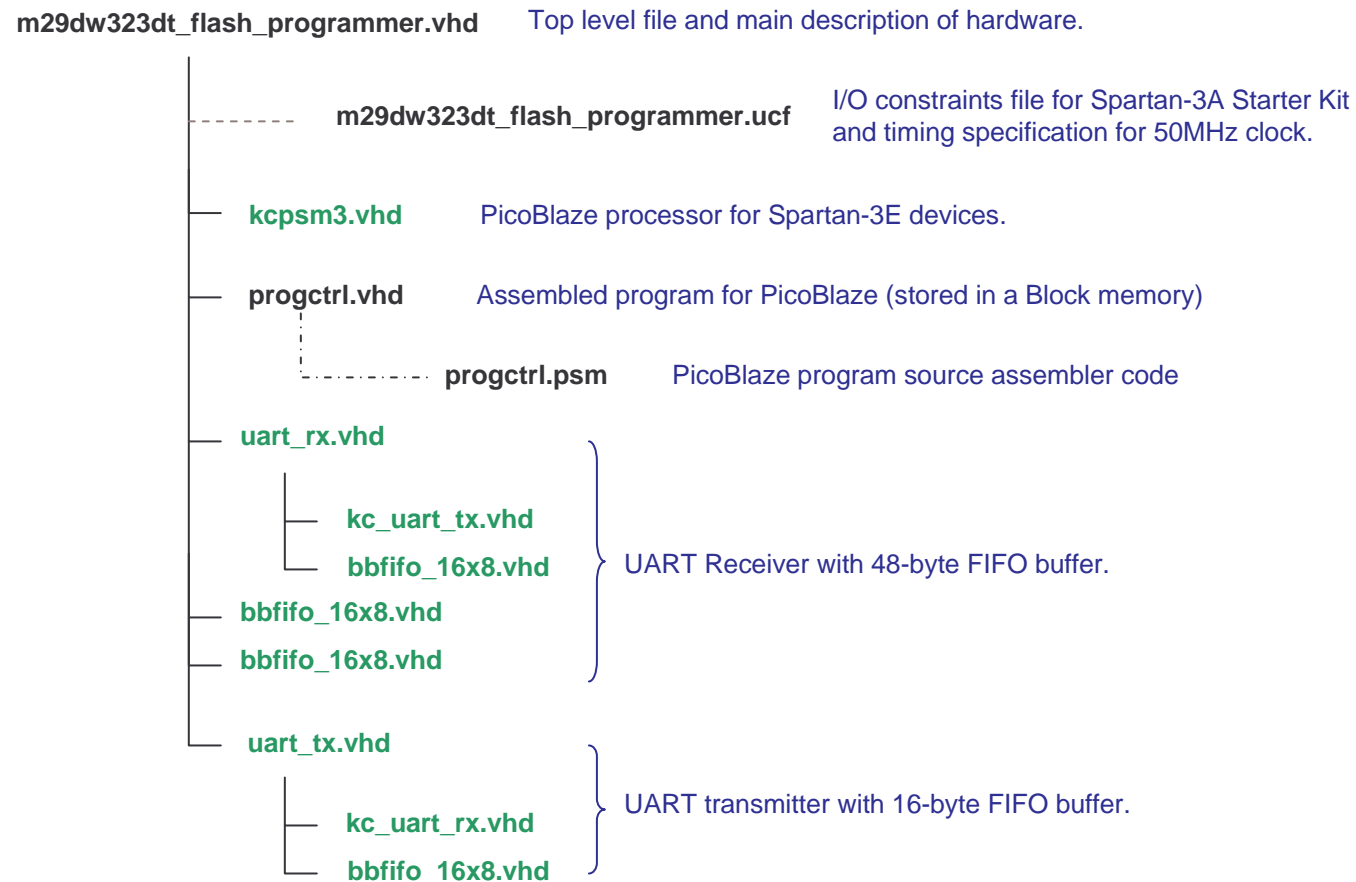 m29dw323dt_flash_programmer.vhd Top level file and main description of hardware.
m29dw323dt_flash_programmer.ucf I/O constraints file for Spartan-3A Starter Kit
and timing specification for 50MHz clock.
kcpsm3.vhd PicoBlaze processor for Spartan-3E devices.
progctrl.vhd Assembled program for PicoBlaze (stored in a Block memory)
progctrl.psm PicoBlaze program source assembler code
uart_rx.vhd
kc_uart_tx.vhd
bbfifo_16x8.vhd UART Receiver with 48-byte FIFO buffer.
bbfifo_16x8.vhd
bbfifo_16x8.vhd
uart_tx.vhd
UART transmitter with 16-byte FIFO buffer.
kc_uart_rx.vhd
bbfifo_16x8.vhd